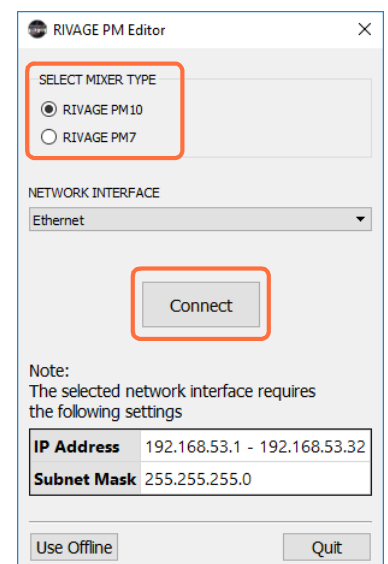 RIVAGE PM Editor
SELECT MIXER TYPE
RIVAGE PM10
RIVAGE PM7
NETWORK INTERFACE
Ethernet
Connect
Note:
The selected network interface requires
the following settings
IP Address 192.168.53.1 - 192.168.53.32
Subnet Mask 255.255.255.0
Use Offline Quit